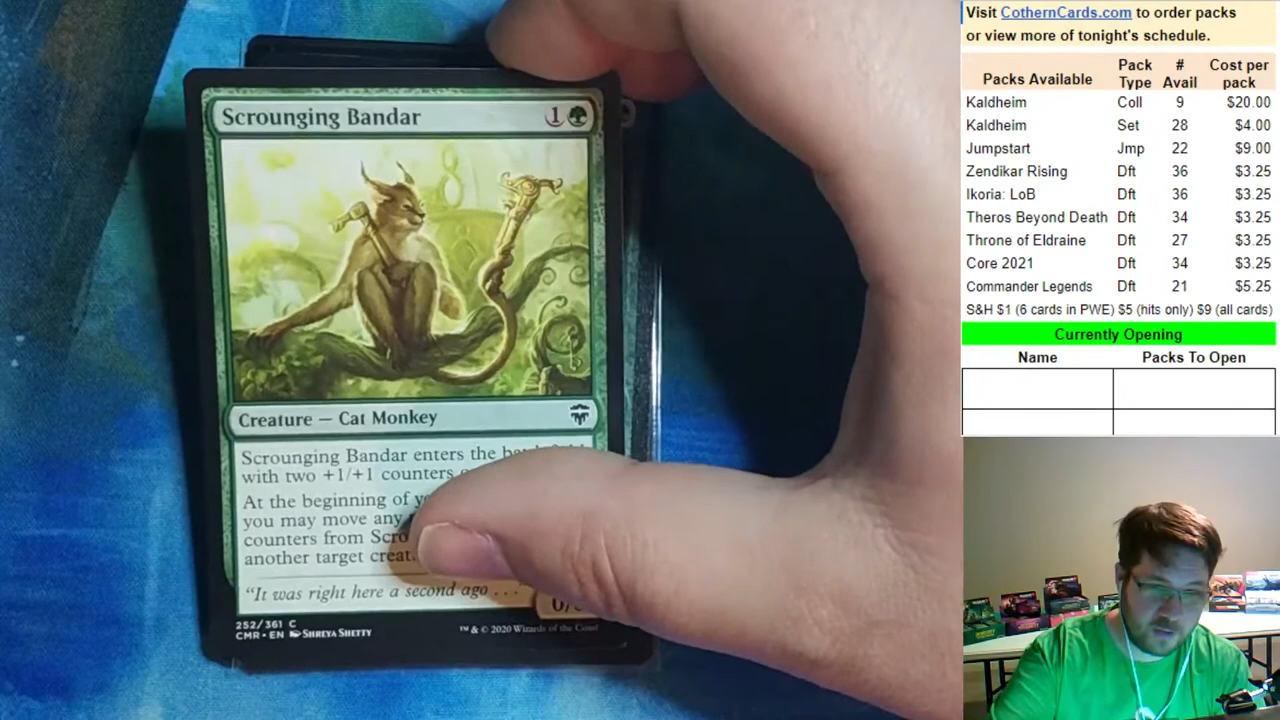 Scrounging Bandar 1
Creature — Cat Monkey
Scrounging Bandar enters the
with two +1/+1 counters
At the beginning of
you may move any
counters from
another target
“It was right here a second ago . . .
252/361 C
CMR • EN SHREYA SHETTY ™ & © 2020 Wizards of the Coast
Visit CothernCards.com to order packs
or view more of tonight's schedule.
Packs Available Pack Type # Avail Cost per pack
Kaldheim Coll 9 $20.00
Kaldheim Set 28 $4.00
Jumpstart Jmp 22 $9.00
Zendikar Rising Dft 36 $3.25
Ikoria: LoB Dft 36 $3.25
Theros Beyond Death Dft 34 $3.25
Throne of Eldraine Dft 27 $3.25
Core 2021 Dft 34 $3.25
Commander Legends Dft 21 $5.25
S&H $1 (6 cards in PWE) $5 (hits only) $9 (all cards)
Currently Opening
Name Packs To Open